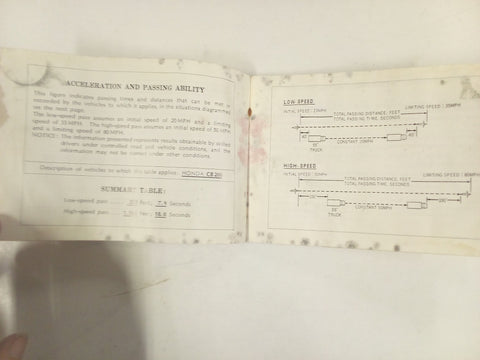 ACCELERATION AND PASSING ABILITY
This figure indicates passing times and distances that can be met or
exceeded by the vehicles to which it applies, in the situations diagrammed
on the next page.
The low-speed pass assumes an initial speed of 20 MPH and a limiting
speed of 35 MPH. The high-speed pass assumes an initial speed of 50 MPH
and a limiting speed of 80 MPH.
NOTICE: The information presented represents results obtainable by skilled
drivers under controlled road and vehicle conditions, and the
information may not be correct under other conditions.
Description of vehicles to which this table applies: HONDA CB
SUMMARY TABLE:
Low-speed pass Feet; 7.9 Seconds
High-speed pass Feet; Seconds
LOW-SPEED
INITIAL SPEED: 20MPH LIMITING SPEED: 35MPH
TOTAL PASSING DISTANCE, FEET
TOTAL PASSING TIME, SECONDS
40' CONSTANT 20MPH 40'
55'
TRUCK
HIGH-SPEED
INITIAL SPEED: 50MPH LIMITING SPEED: 80MPH
TOTAL PASSING DISTANCE, FEET
TOTAL PASSING TIME, SECONDS
55'
TRUCK CONSTANT 50MPH